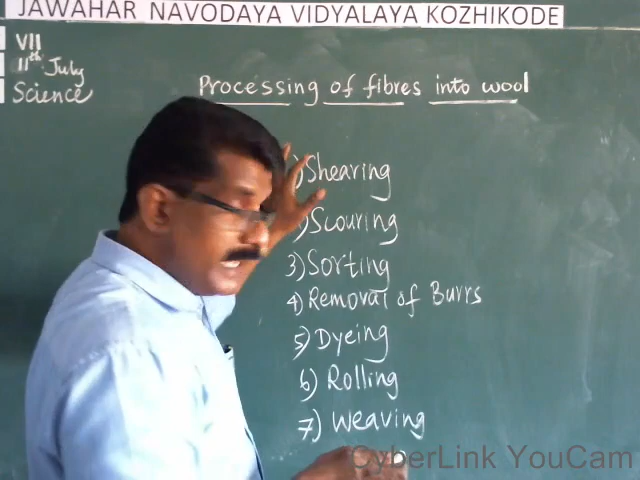 JAWAHAR NAVODAYA VIDYALAYA KOZHIKODE
VII
11th July
Science
Processing of fibres into wool
) Shearing
) Scouring
3) Sorting
4) Removal of Burrs
5) Dyeing
6) Rolling
7) Weaving
CyberLink YouCam